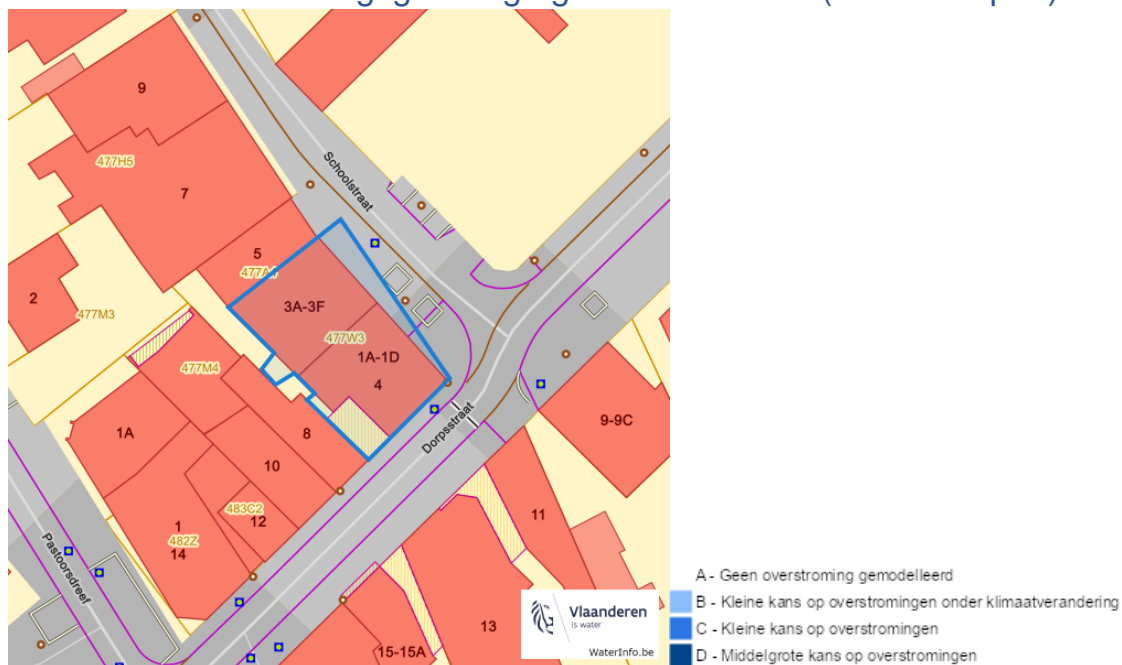 9
477H5
7
Schoolstraat
5
477A4
2
477M3
3A-3F
477W3
1A-1D
4
477M4
1A
8
9-9C
Dorpsstraat
10
483C2
12
1
482Z
14
11
Pastoorsdreef
13
15-15A
Vlaanderen
is water
WaterInfo.be
A - Geen overstroming gemodelleerd
B - Kleine kans op overstromingen onder klimaatverandering
C - Kleine kans op overstromingen
D - Middelgrote kans op overstromingen